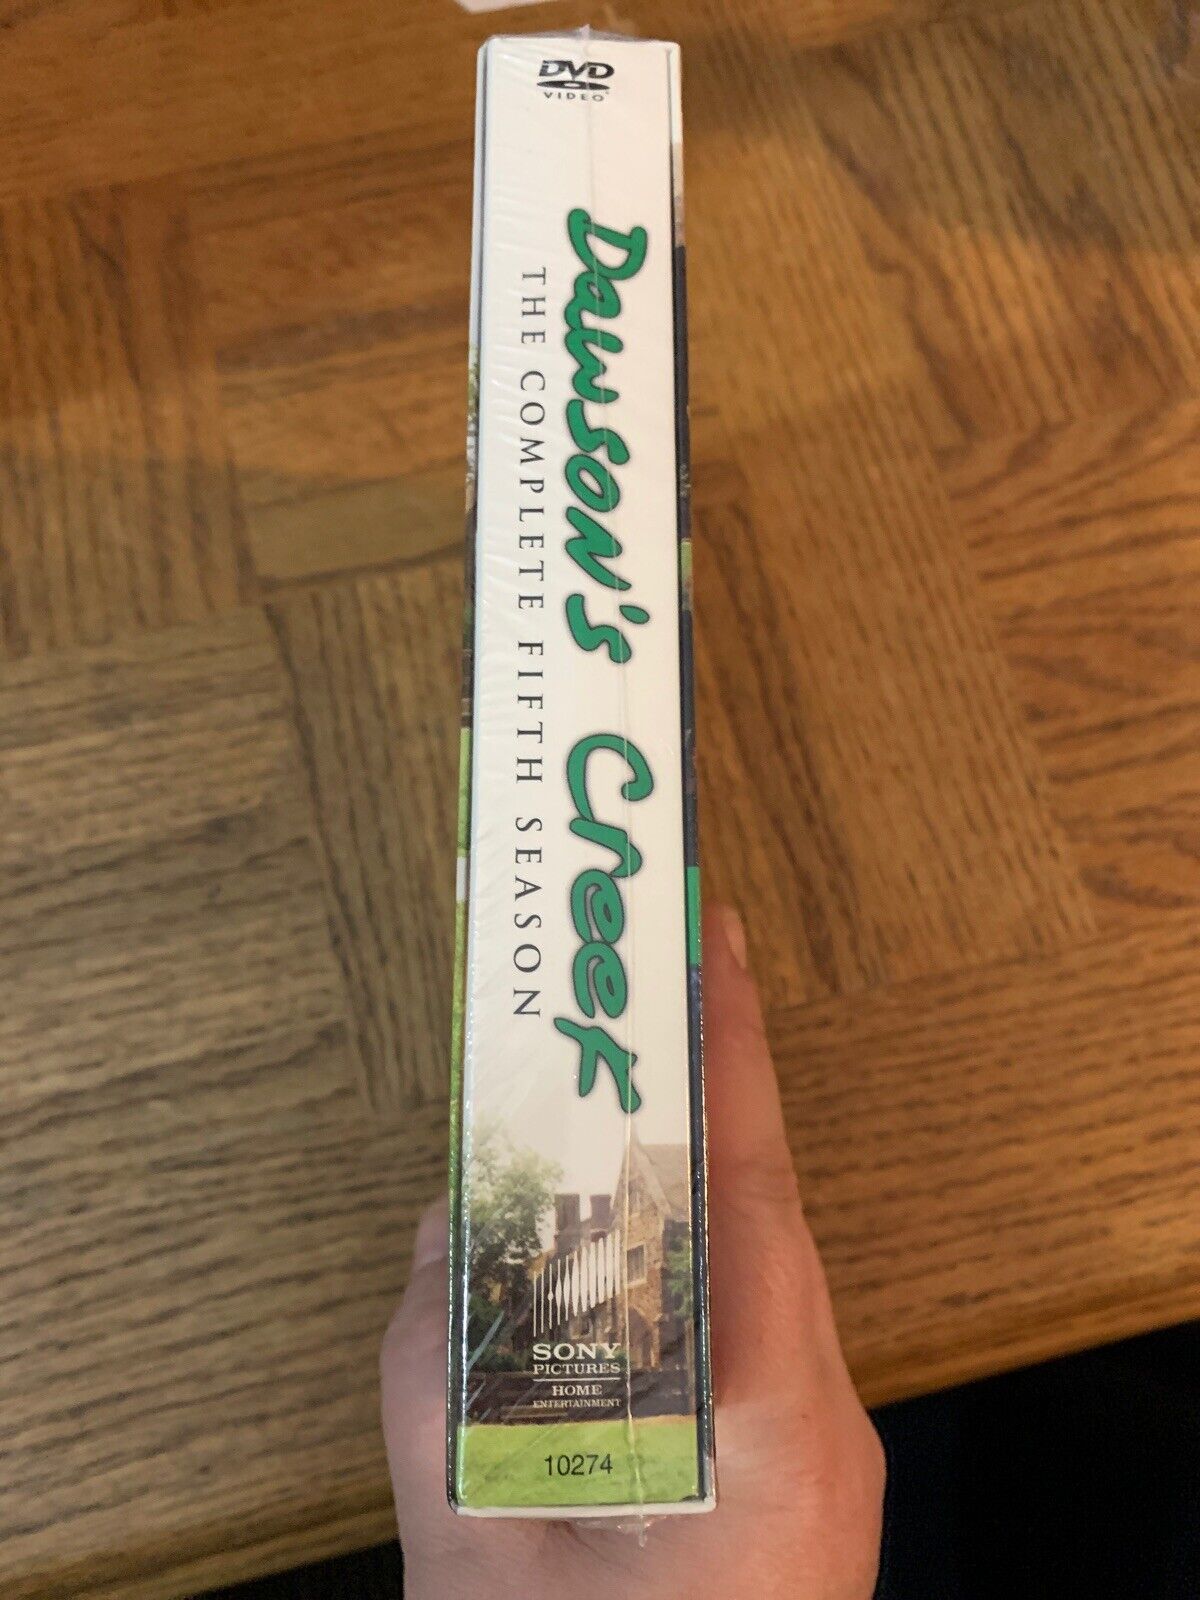 DVD
VIDEO
Dawson's Creek
THE COMPLETE FIFTH SEASON
SONY
PICTURES
HOME
ENTERTAINMENT
10274